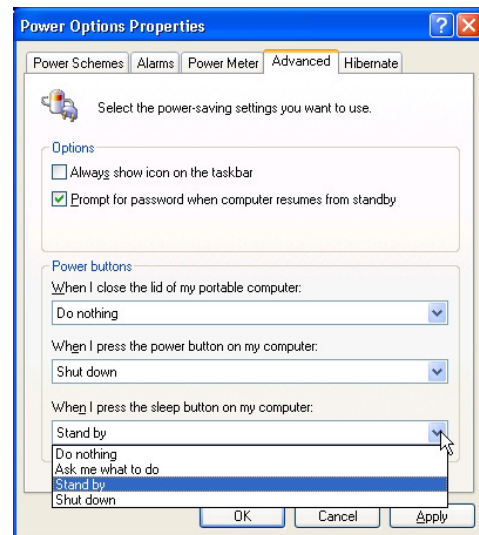 Power Options Properties
Power Schemes Alarms Power Meter Advanced Hibernate
Select the power-saving settings you want to use.
Options
Always show icon on the taskbar
Prompt for password when computer resumes from standby
Power buttons
When I close the lid of my portable computer:
Do nothing
When I press the power button on my computer:
Shut down
When I press the sleep button on my computer:
Stand by
Do nothing
Ask me what to do
Stand by
Shut down
OK Cancel Apply